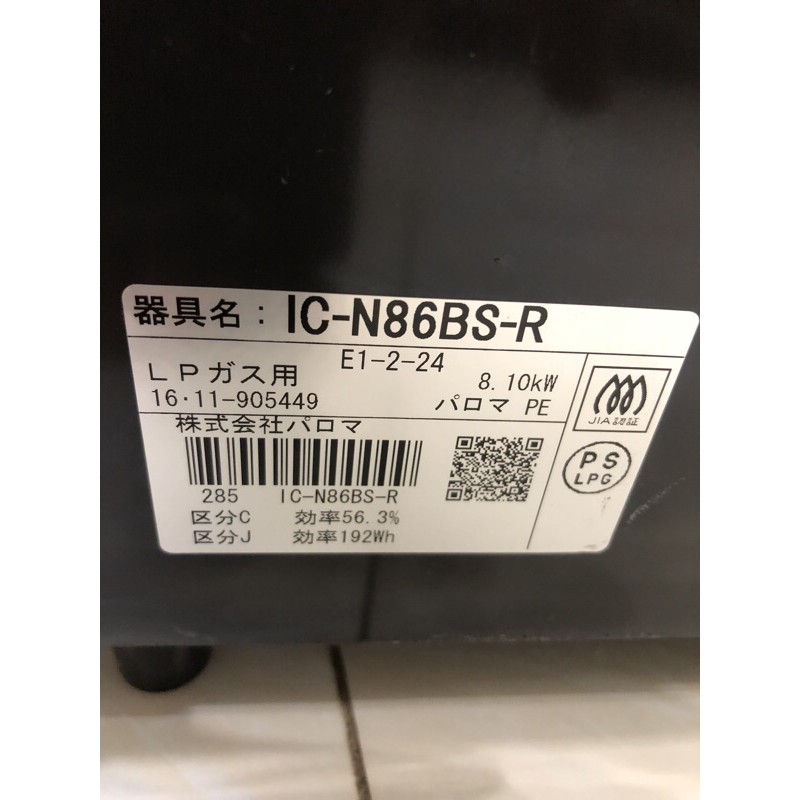 器具名：IC-N86BS-R
E1-2-24
LPガス用 8.10kW
16・11-905449 パロマ PE
株式会社パロマ
285 IC-N86BS-R
区分C 効率56.3%
区分J 効率192Wh
JIA認証
PS
LPG